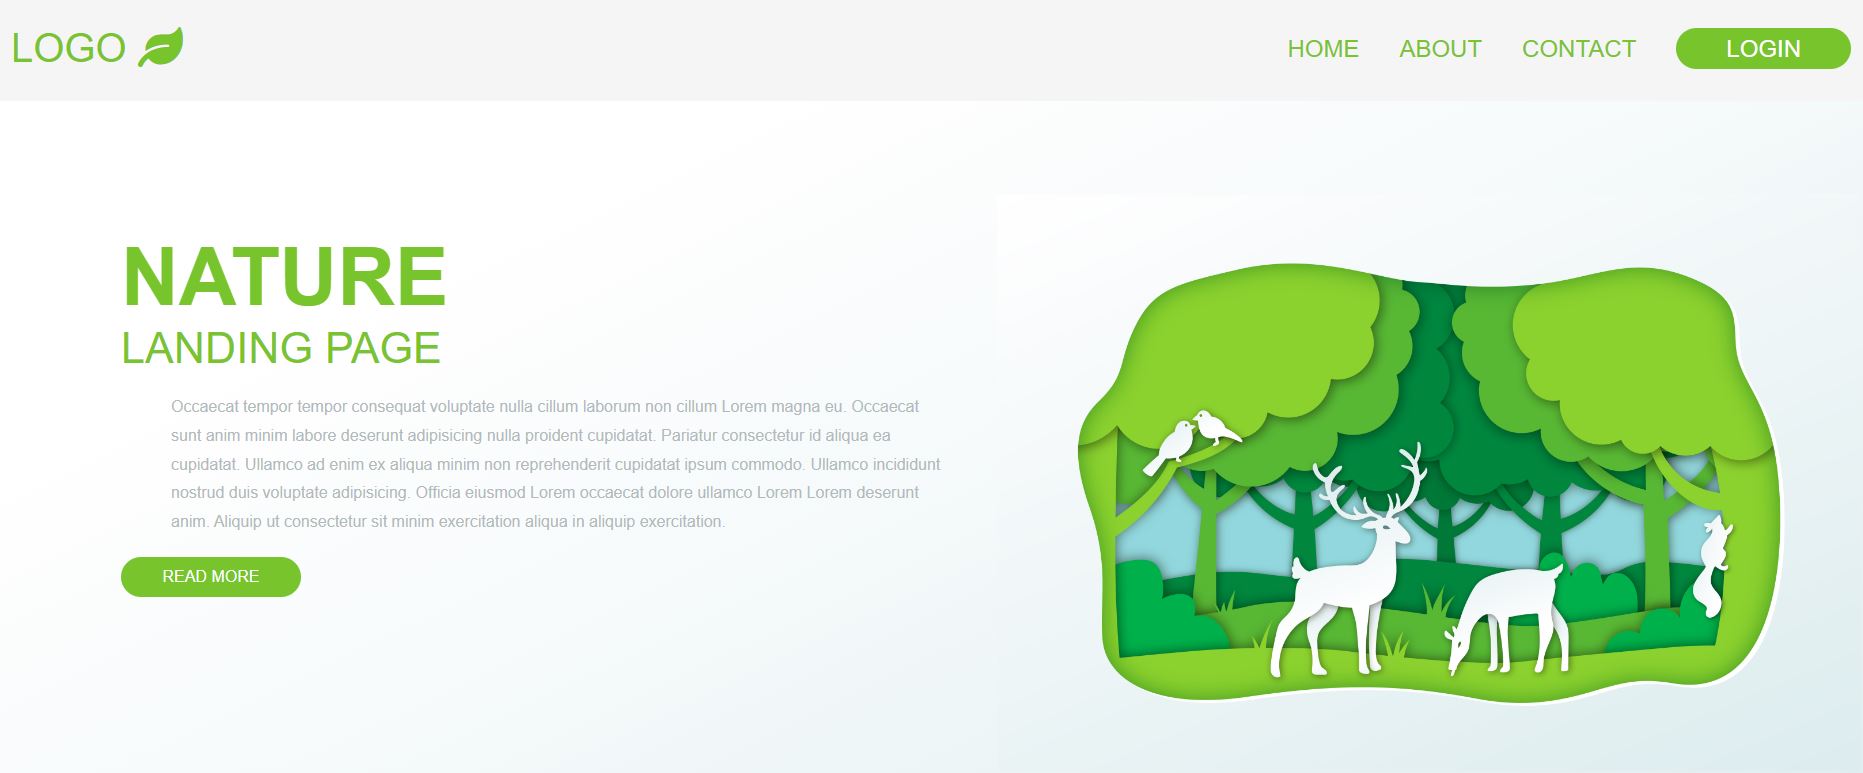 LOGO
HOME ABOUT CONTACT LOGIN
NATURE
LANDING PAGE
Occaecat tempor tempor consequat voluptate nulla cillum laborum non cillum Lorem magna eu. Occaecat
sunt anim minim labore deserunt adipisicing nulla proident cupidatat. Pariatur consectetur id aliqua ea
cupidatat. Ullamco ad enim ex aliqua minim non reprehenderit cupidatat ipsum commodo. Ullamco incididunt
nostrud duis voluptate adipisicing. Officia eiusmod Lorem occaecat dolore ullamco Lorem Lorem deserunt
anim. Aliquip ut consectetur sit minim exercitation aliqua in aliquip exercitation.
READ MORE